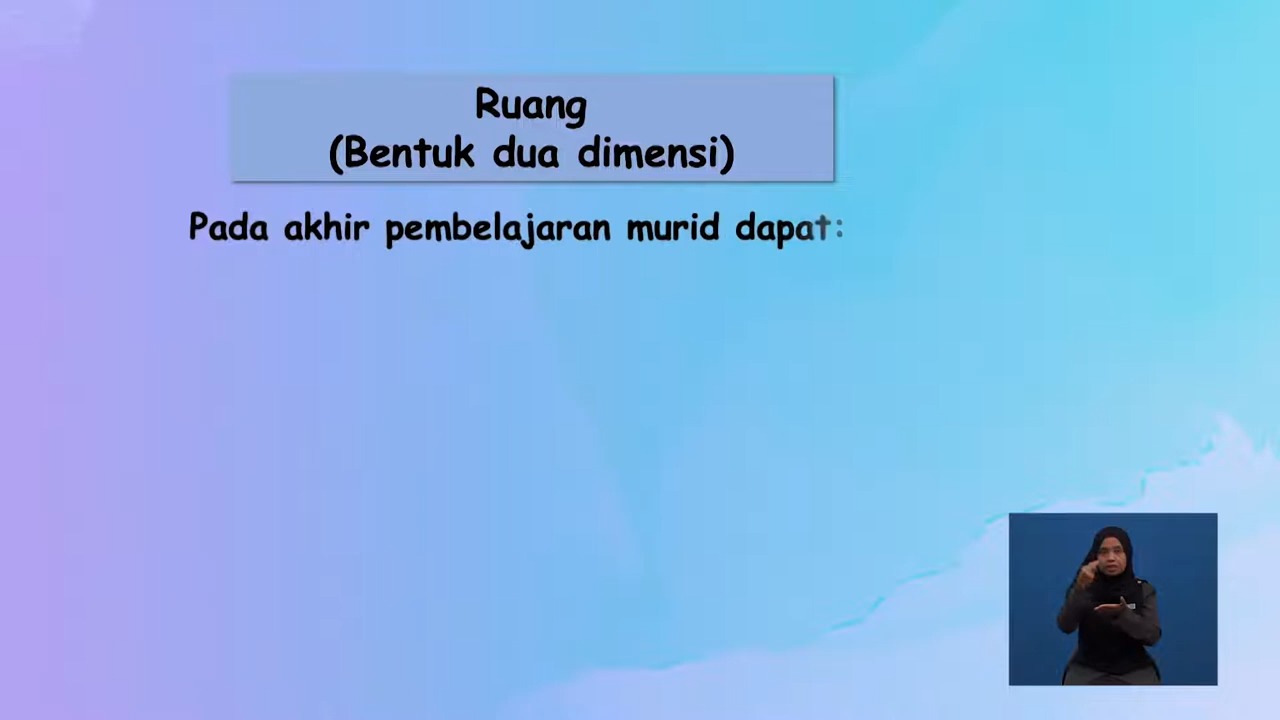 Ruang
(Bentuk dua dimensi)
Pada akhir pembelajaran murid dapat: